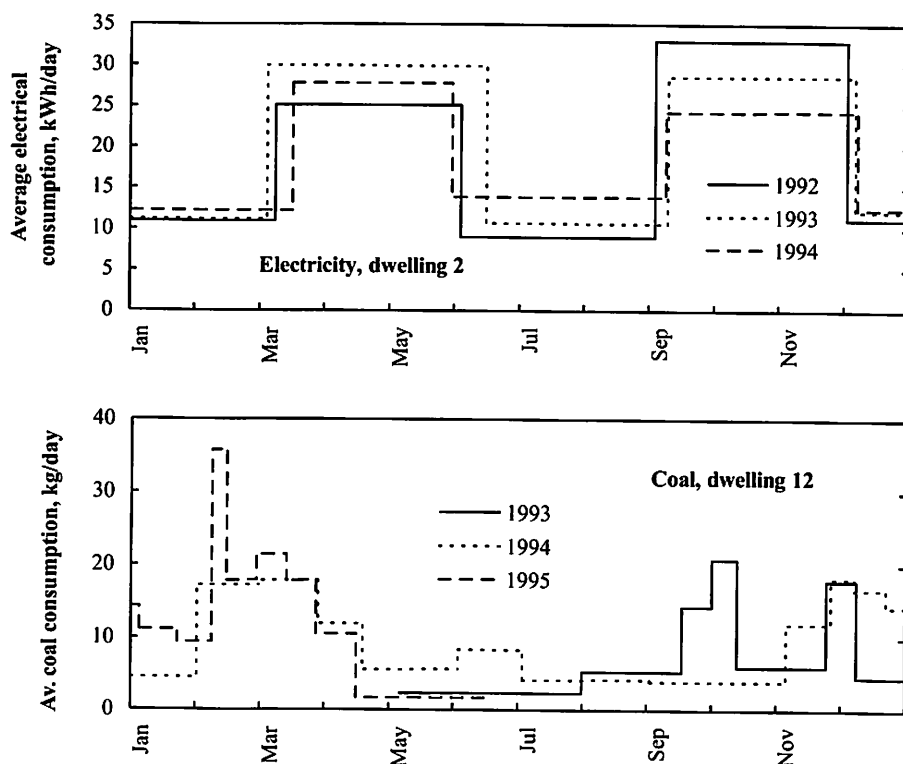 Average electrical
consumption, kWh/day
35
30
25
20
15
10
5
0
1992
1993
1994
Electricity, dwelling 2
Jan
Mar
May
Jul
Sep
Nov
Av. coal consumption, kg/day
40
30
20
10
0
Coal, dwelling 12
1993
1994
1995
Jan
Mar
May
Jul
Sep
Nov